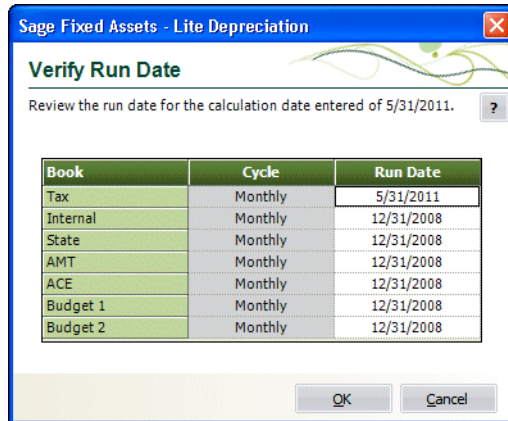 Sage Fixed Assets - Lite Depreciation
Verify Run Date
Review the run date for the calculation date entered of 5/31/2011.
?
Book Cycle Run Date
Tax Monthly 5/31/2011
Internal Monthly 12/31/2008
State Monthly 12/31/2008
AMT Monthly 12/31/2008
ACE Monthly 12/31/2008
Budget 1 Monthly 12/31/2008
Budget 2 Monthly 12/31/2008
OK Cancel